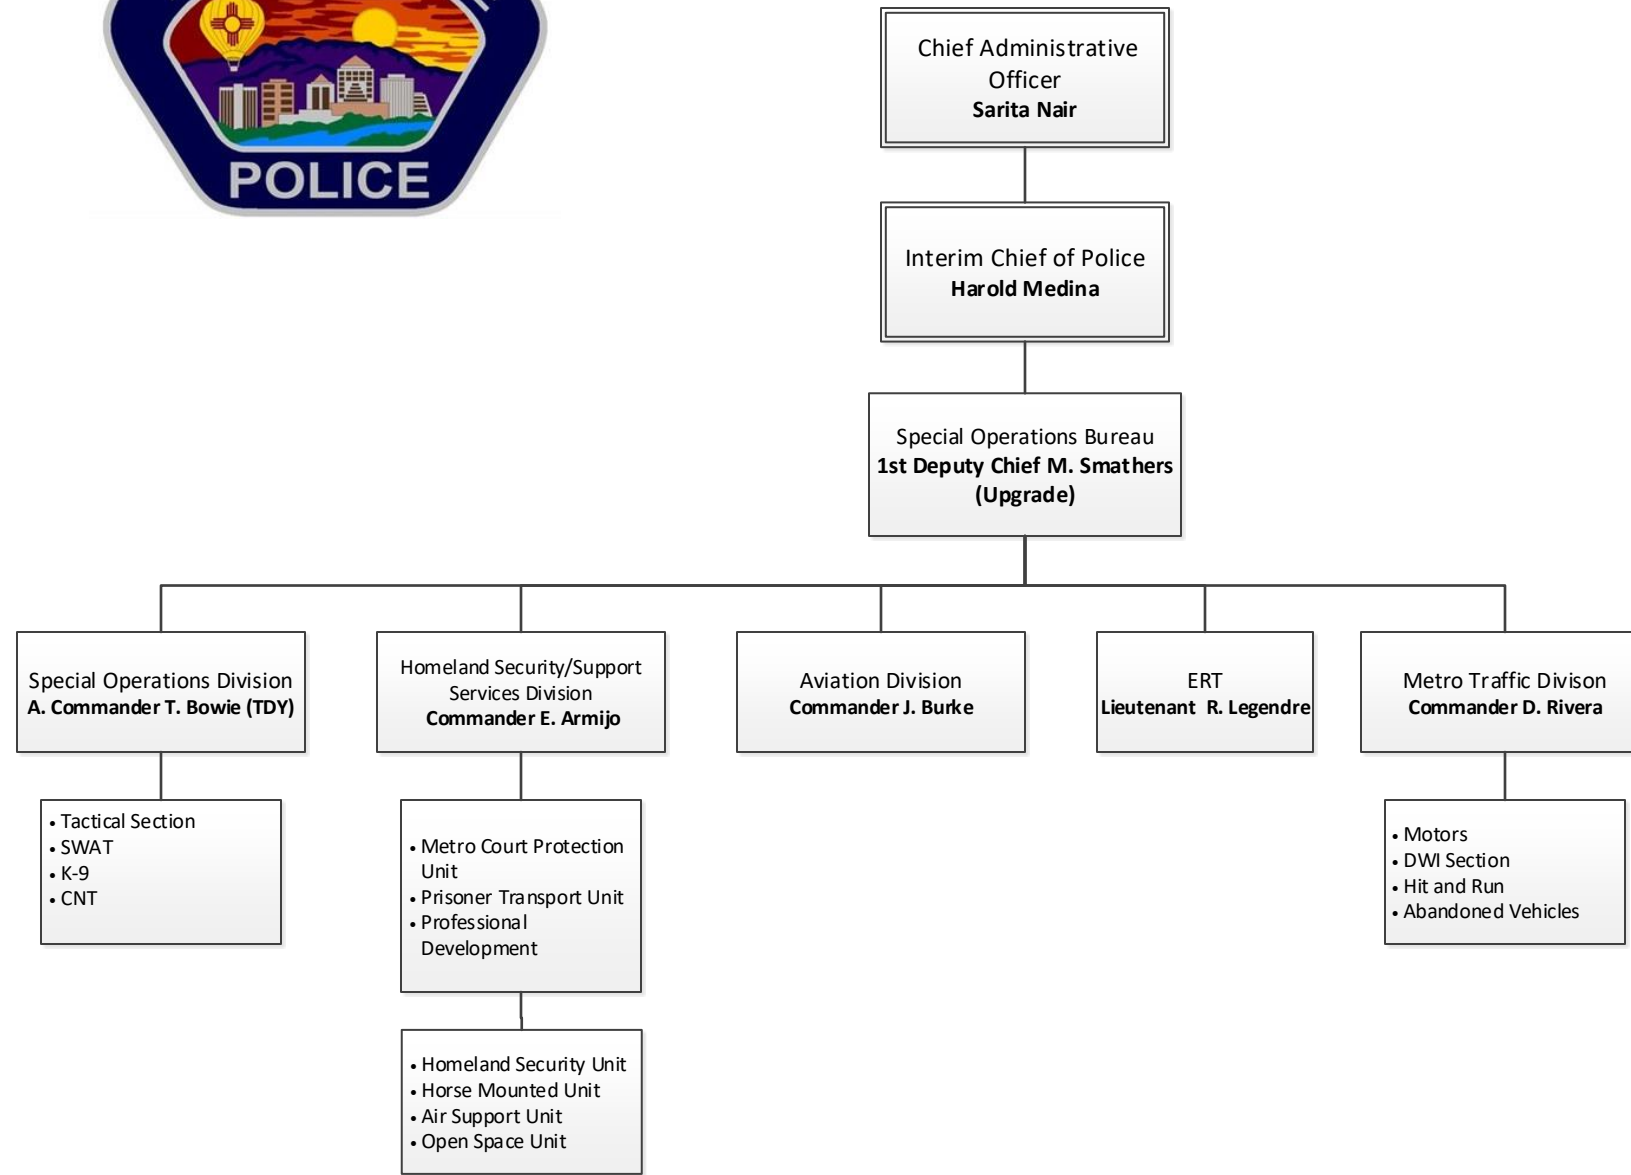 POLICE
Chief Administrative
Officer
Sarita Nair
Interim Chief of Police
Harold Medina
Special Operations Bureau
1st Deputy Chief M. Smathers
(Upgrade)
Special Operations Division
A. Commander T. Bowie (TDY)
Homeland Security/Support
Services Division
Commander E. Armijo
Aviation Division
Commander J. Burke
ERT
Lieutenant R. Legendre
Metro Traffic Divison
Commander D. Rivera
• Tactical Section
• SWAT
• K-9
• CNT
• Metro Court Protection
Unit
• Prisoner Transport Unit
• Professional
Development
• Homeland Security Unit
• Horse Mounted Unit
• Air Support Unit
• Open Space Unit
• Motors
• DWI Section
• Hit and Run
• Abandoned Vehicles